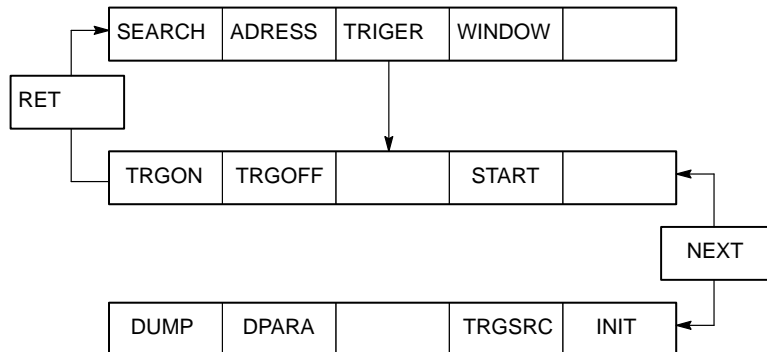 SEARCH ADRESS TRIGER WINDOW
RET
TRGON TRGOFF START
NEXT
DUMP DPARA TRGSRC INIT